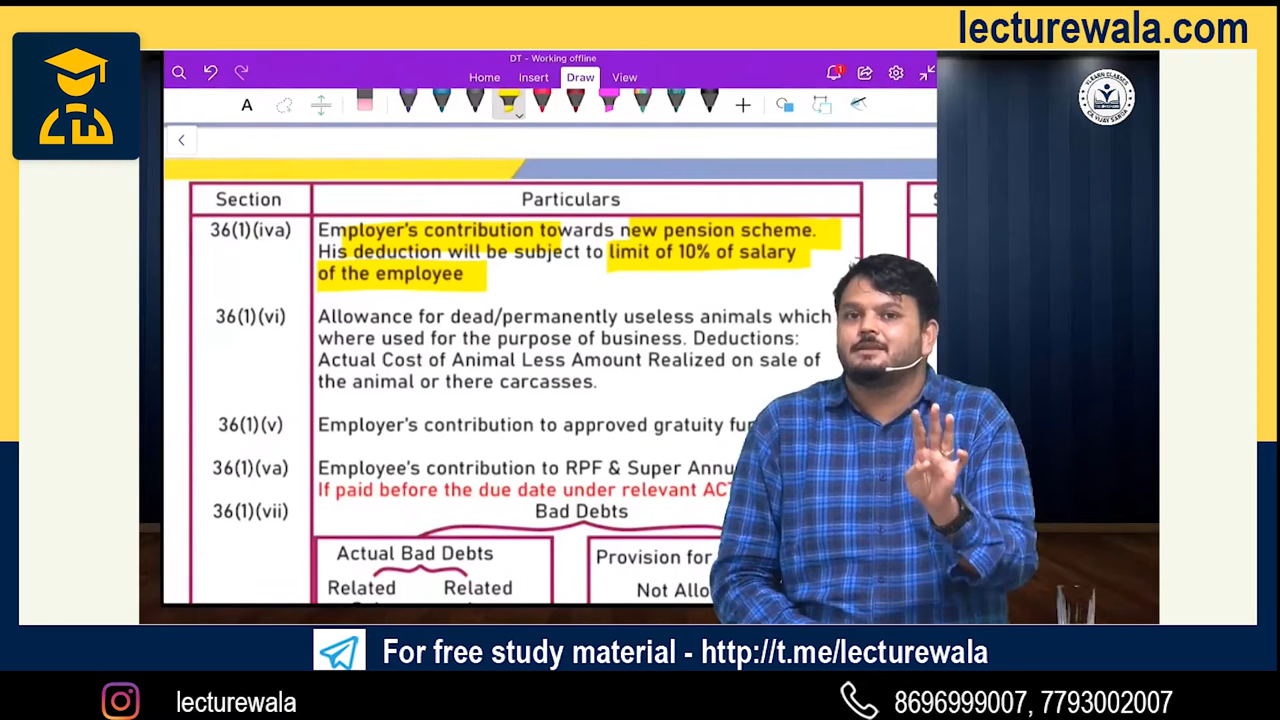 lecturewala.com
DT - Working offline
Home Insert Draw View
1
A
Section Particulars
36(1)(iva) Employer's contribution towards new pension scheme.
His deduction will be subject to limit of 10% of salary
of the employee
36(1)(vi) Allowance for dead/permanently useless animals which
where used for the purpose of business. Deductions:
Actual Cost of Animal Less Amount Realized on sale of
the animal or there carcasses.
36(1)(v) Employer's contribution to approved gratuity fu
36(1)(va) Employee's contribution to RPF & Super Annu
If paid before the due date under relevant ACT
36(1)(vii) Bad Debts
Actual Bad Debts Provision for
Related Related Not Allo
CA VIJAY SARDA
For free study material - http://t.me/lecturewala
lecturewala 8696999007, 7793002007